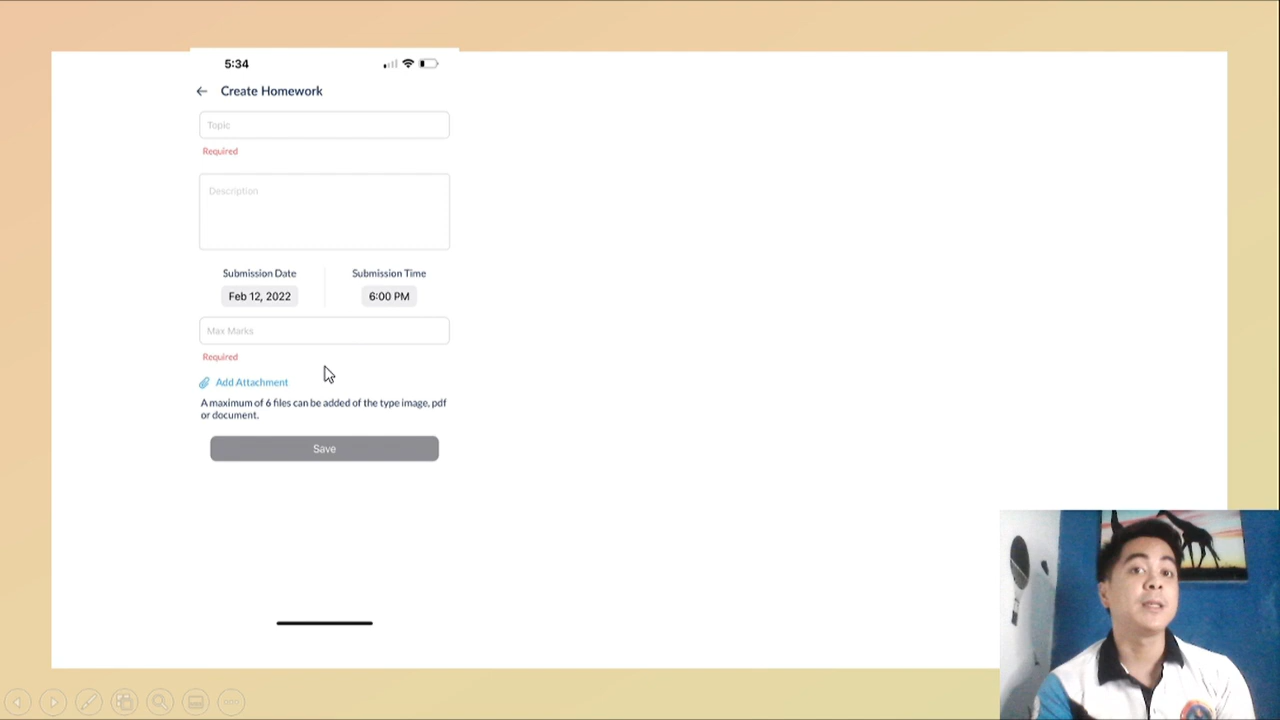 5:34
Create Homework
Topic
Required
Description
Submission Date
Submission Time
Feb 12, 2022
6:00 PM
Max Marks
Required
Add Attachment
A maximum of 6 files can be added of the type image, pdf
or document.
Save